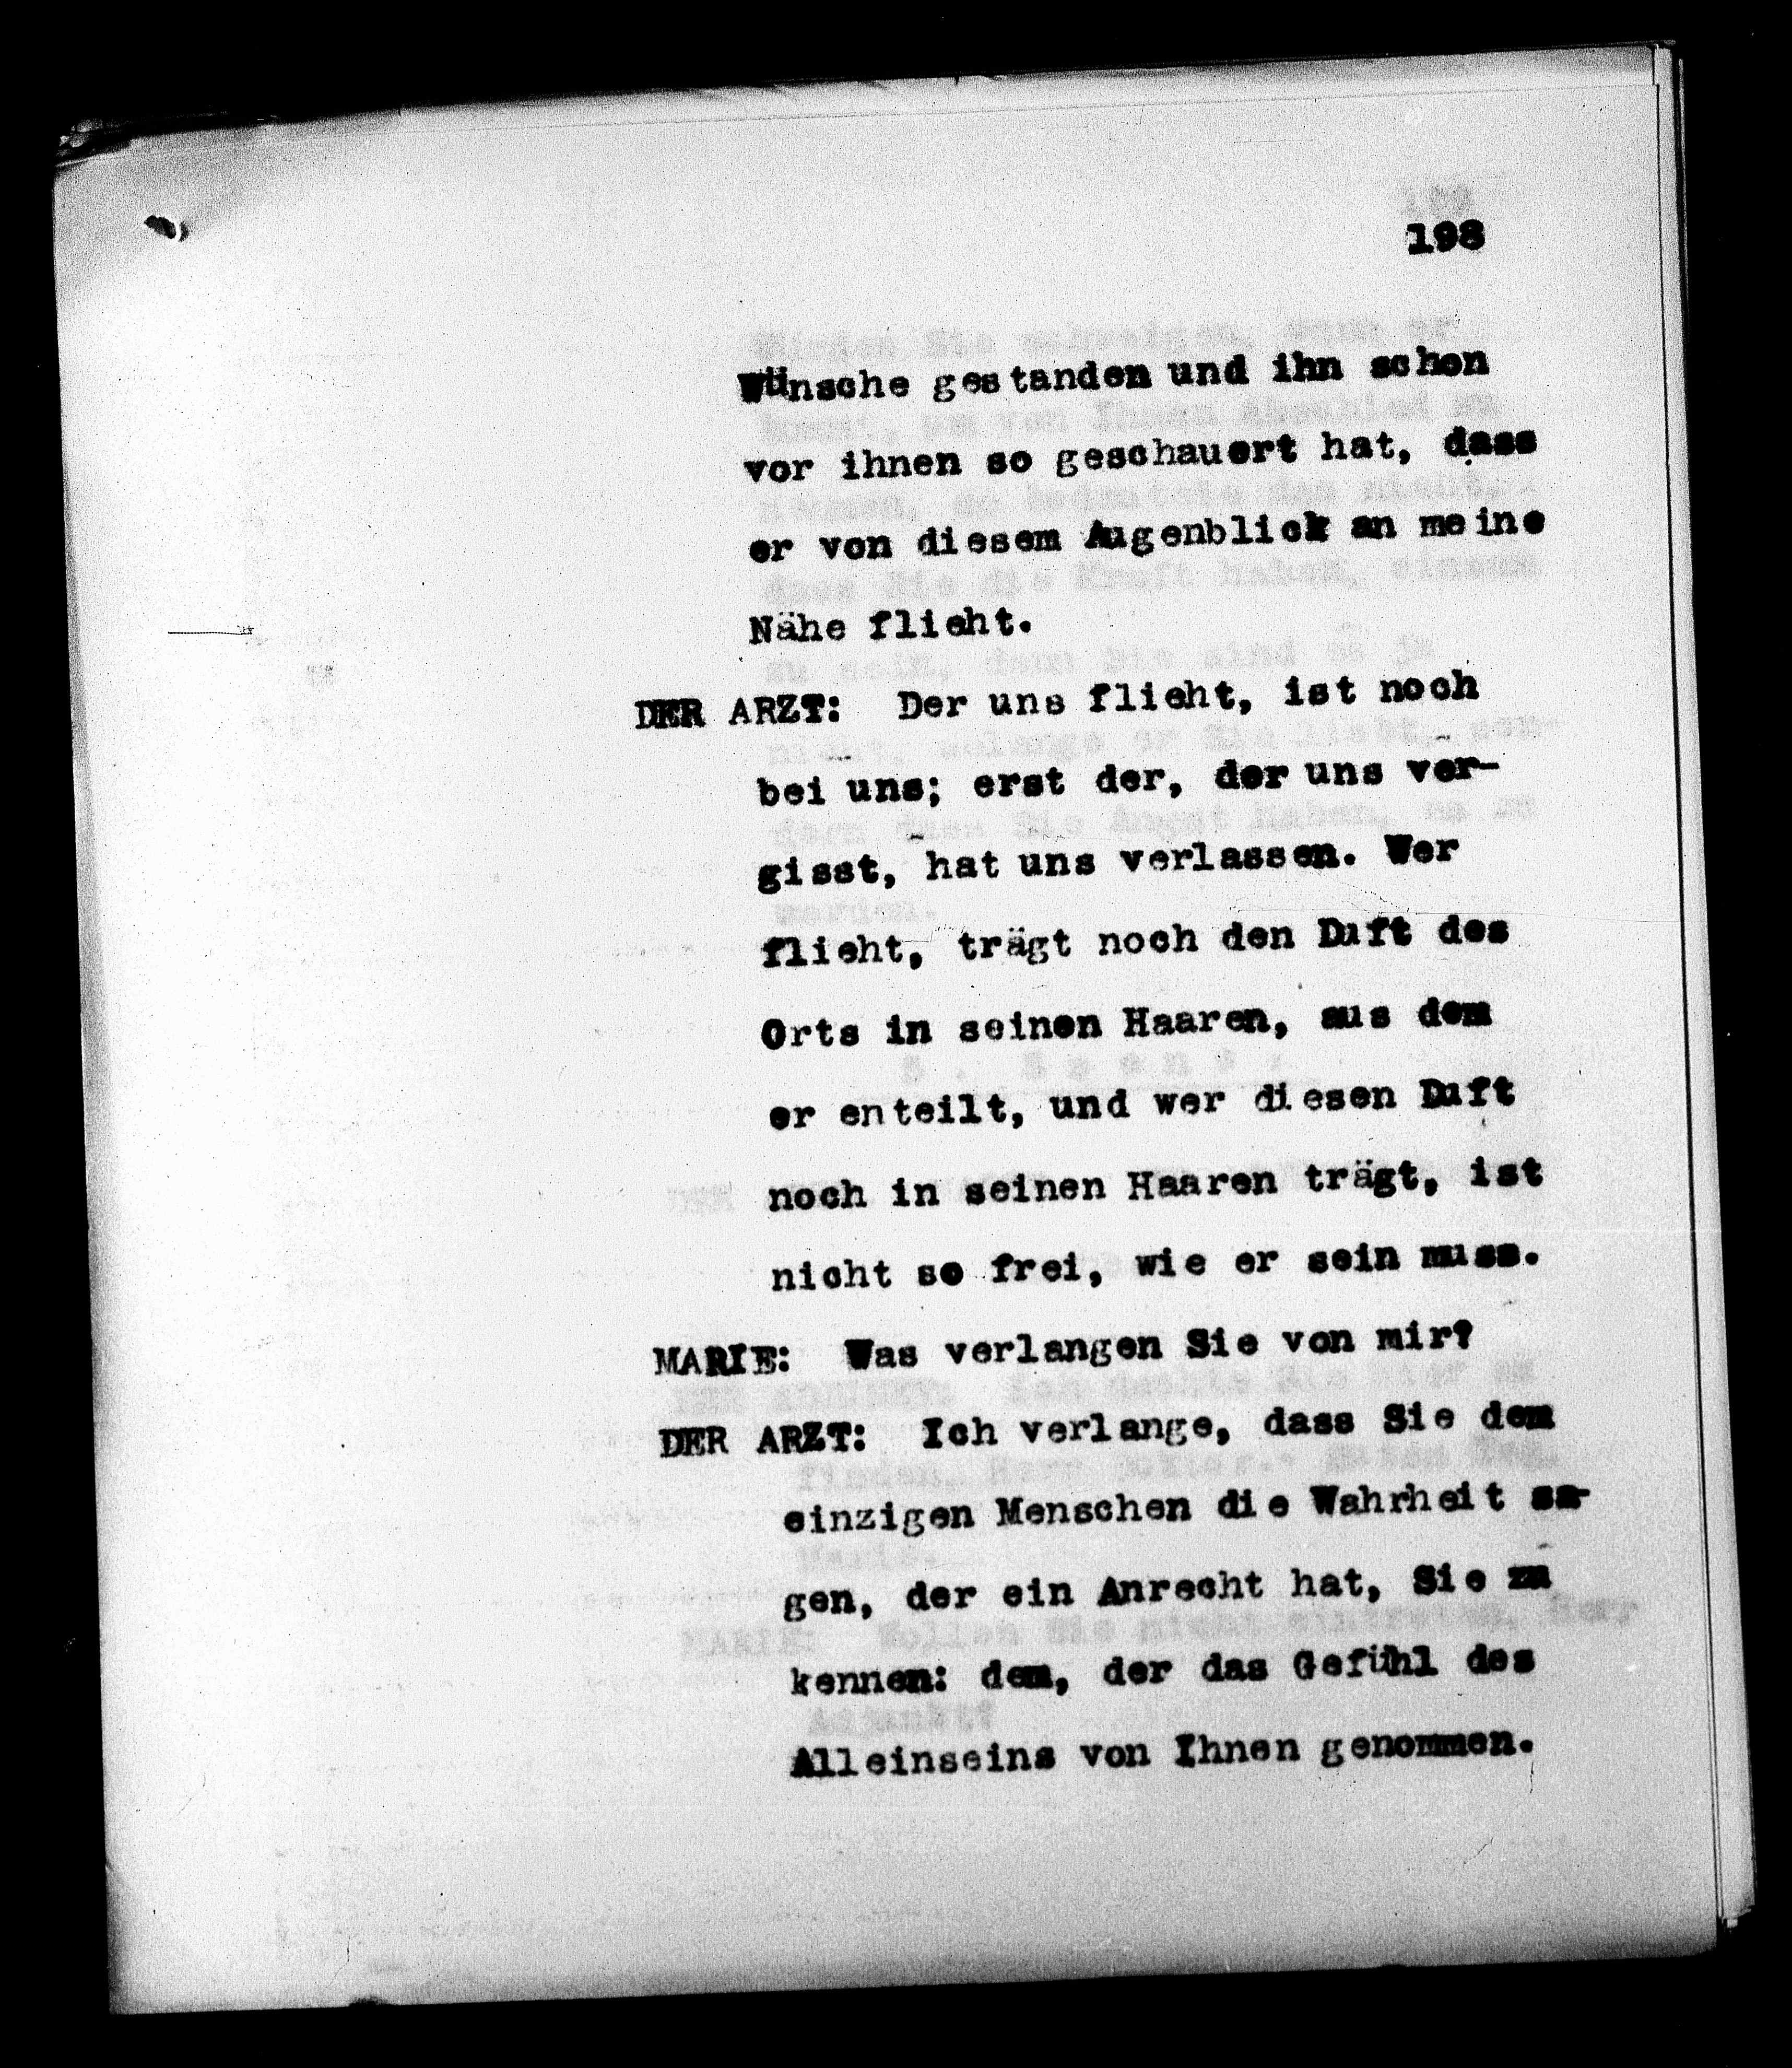 198
Wünsche gestanden und ihn schon
vor ihnen so geschauert hat, dass
er von diesem Augenblick an meine
Nähe flieht.
DER ARZT: Der uns flieht, ist noch
bei uns; erst der, der uns ver-
gisst, hat uns verlassen. Wer
flieht, trägt noch den Duft des
Orts in seinen Haaren, aus dem
er enteilt, und wer diesen Duft
noch in seinen Haaren trägt, ist
nicht so frei, wie er sein muss.
MARIE: Was verlangen Sie von mir?
DER ARZT: Ich verlange, dass Sie dem
einzigen Menschen die Wahrheit sa-
gen, der ein Anrecht hat, Sie zu
kennen: dem, der das Gefühl des
Alleinseins von Ihnen genommen.